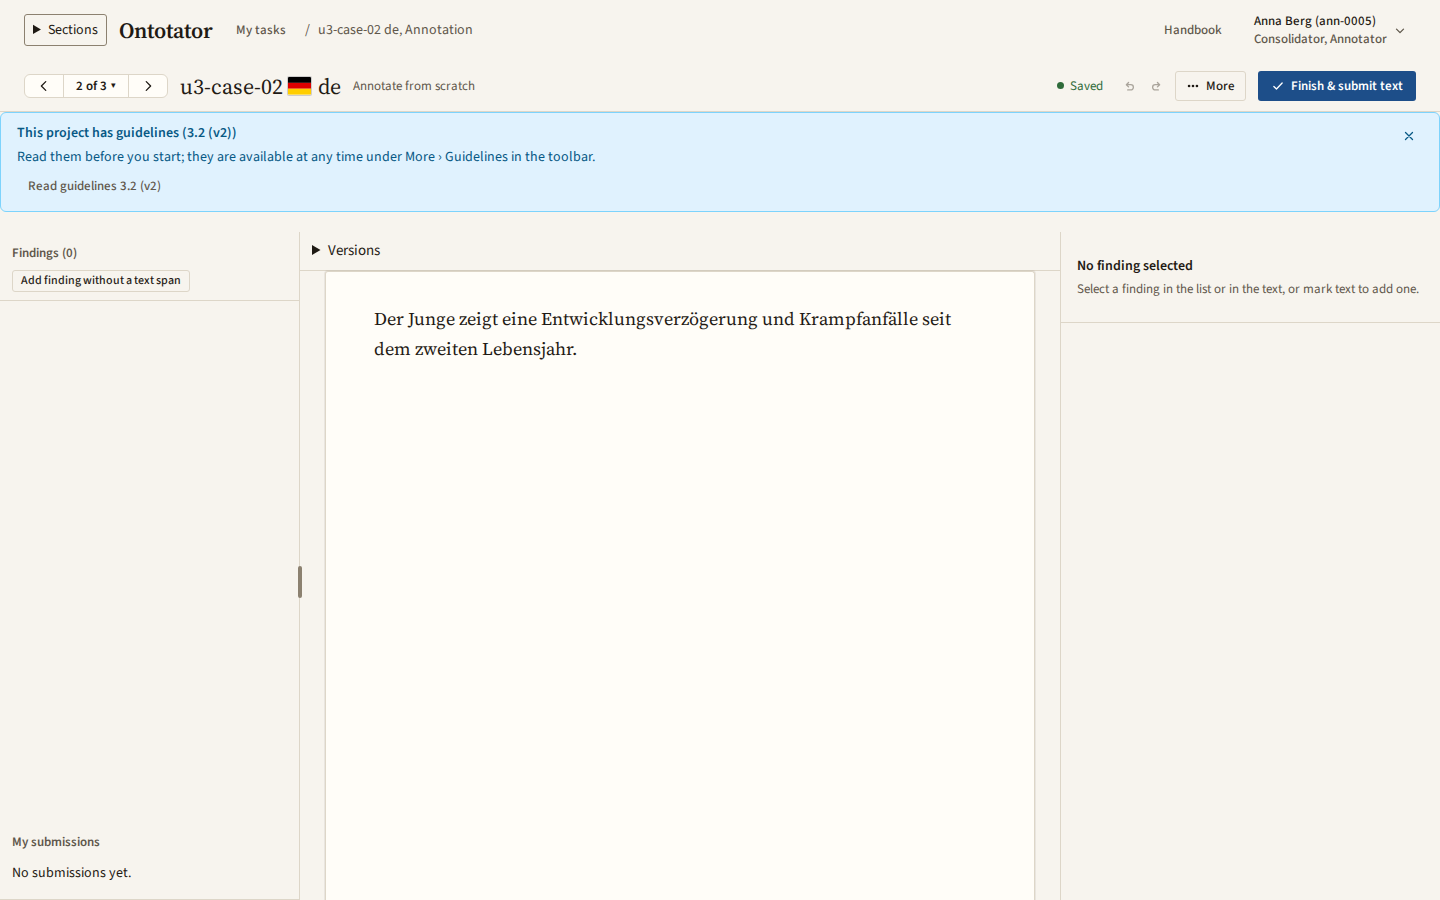 Sections
Ontotator
My tasks
/ u3-case-02 de, Annotation
Handbook
Anna Berg (ann-0005)
Consolidator, Annotator
2 of 3
u3-case-02 de
Annotate from scratch
Saved
More
Finish & submit text
This project has guidelines (3.2 (v2))
Read them before you start; they are available at any time under More › Guidelines in the toolbar.
Read guidelines 3.2 (v2)
Findings (0)
Add finding without a text span
Versions
Der Junge zeigt eine Entwicklungsverzögerung und Krampfanfälle seit
dem zweiten Lebensjahr.
No finding selected
Select a finding in the list or in the text, or mark text to add one.
My submissions
No submissions yet.